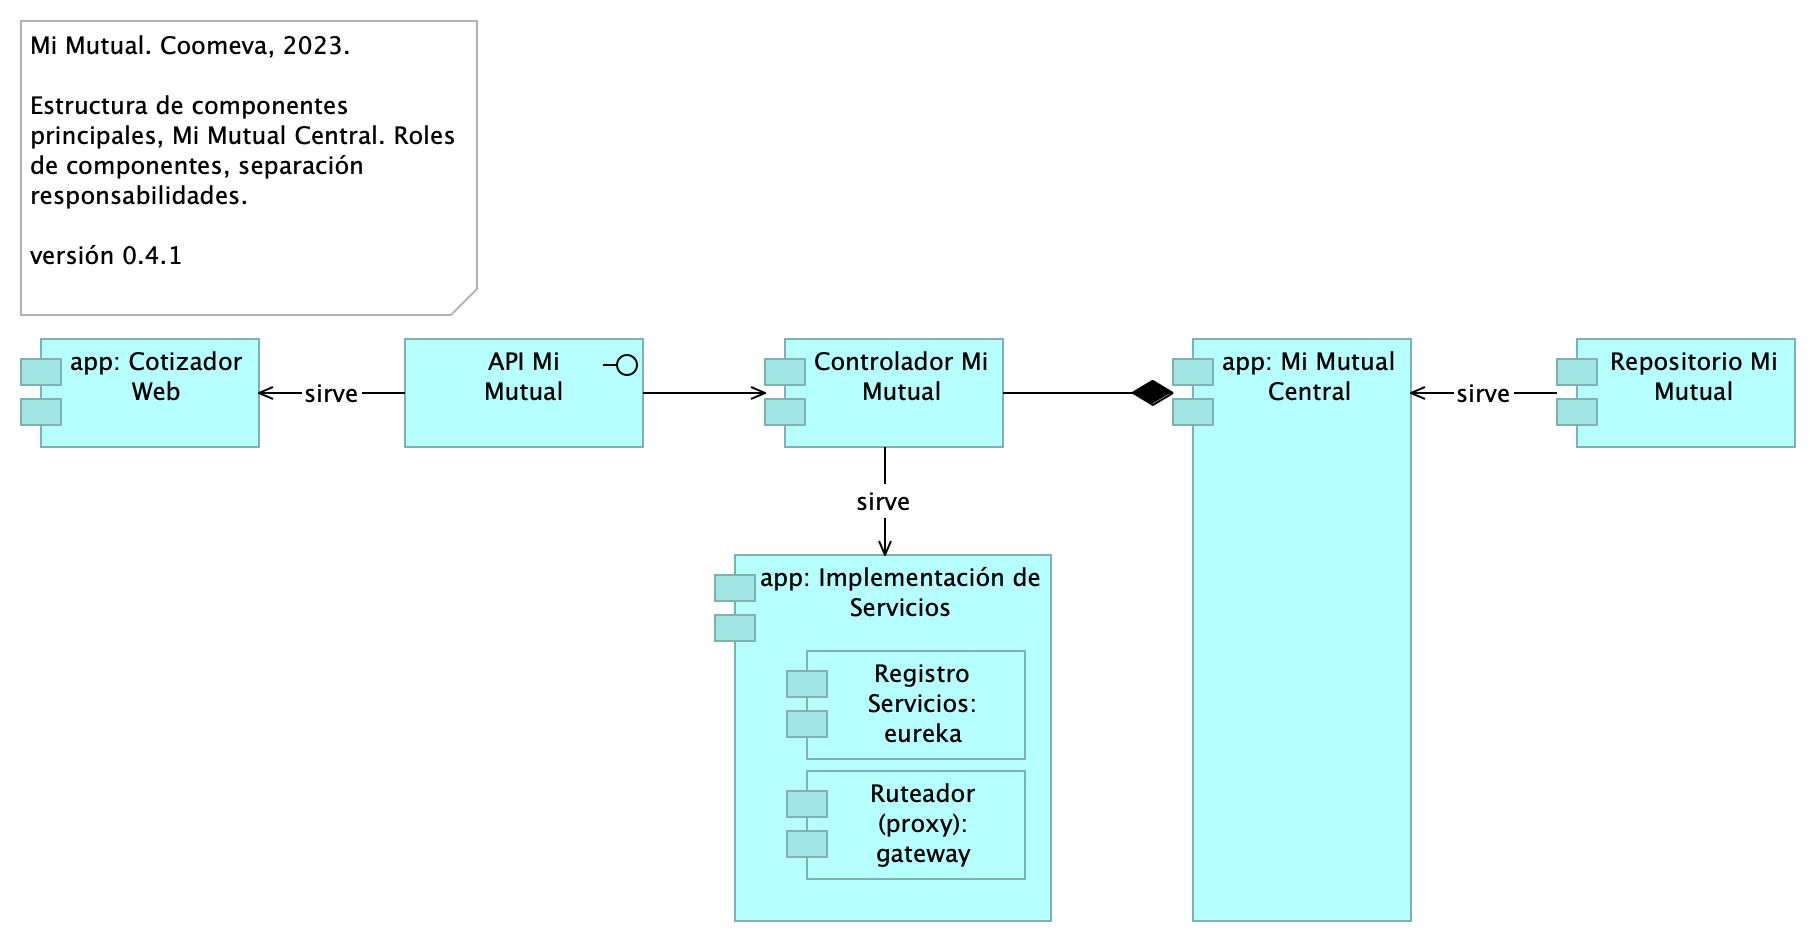 Mi Mutual. Coomeva, 2023.
Estructura de componentes
principales, Mi Mutual Central. Roles
de componentes, separación
responsabilidades.
versión 0.4.1
app: Cotizador
Web
sirve
API Mi
Mutual
Controlador Mi
Mutual
app: Mi Mutual
Central
sirve
Repositorio Mi
Mutual
sirve
app: Implementación de
Servicios
Registro
Servicios:
eureka
Ruteador
(proxy):
gateway